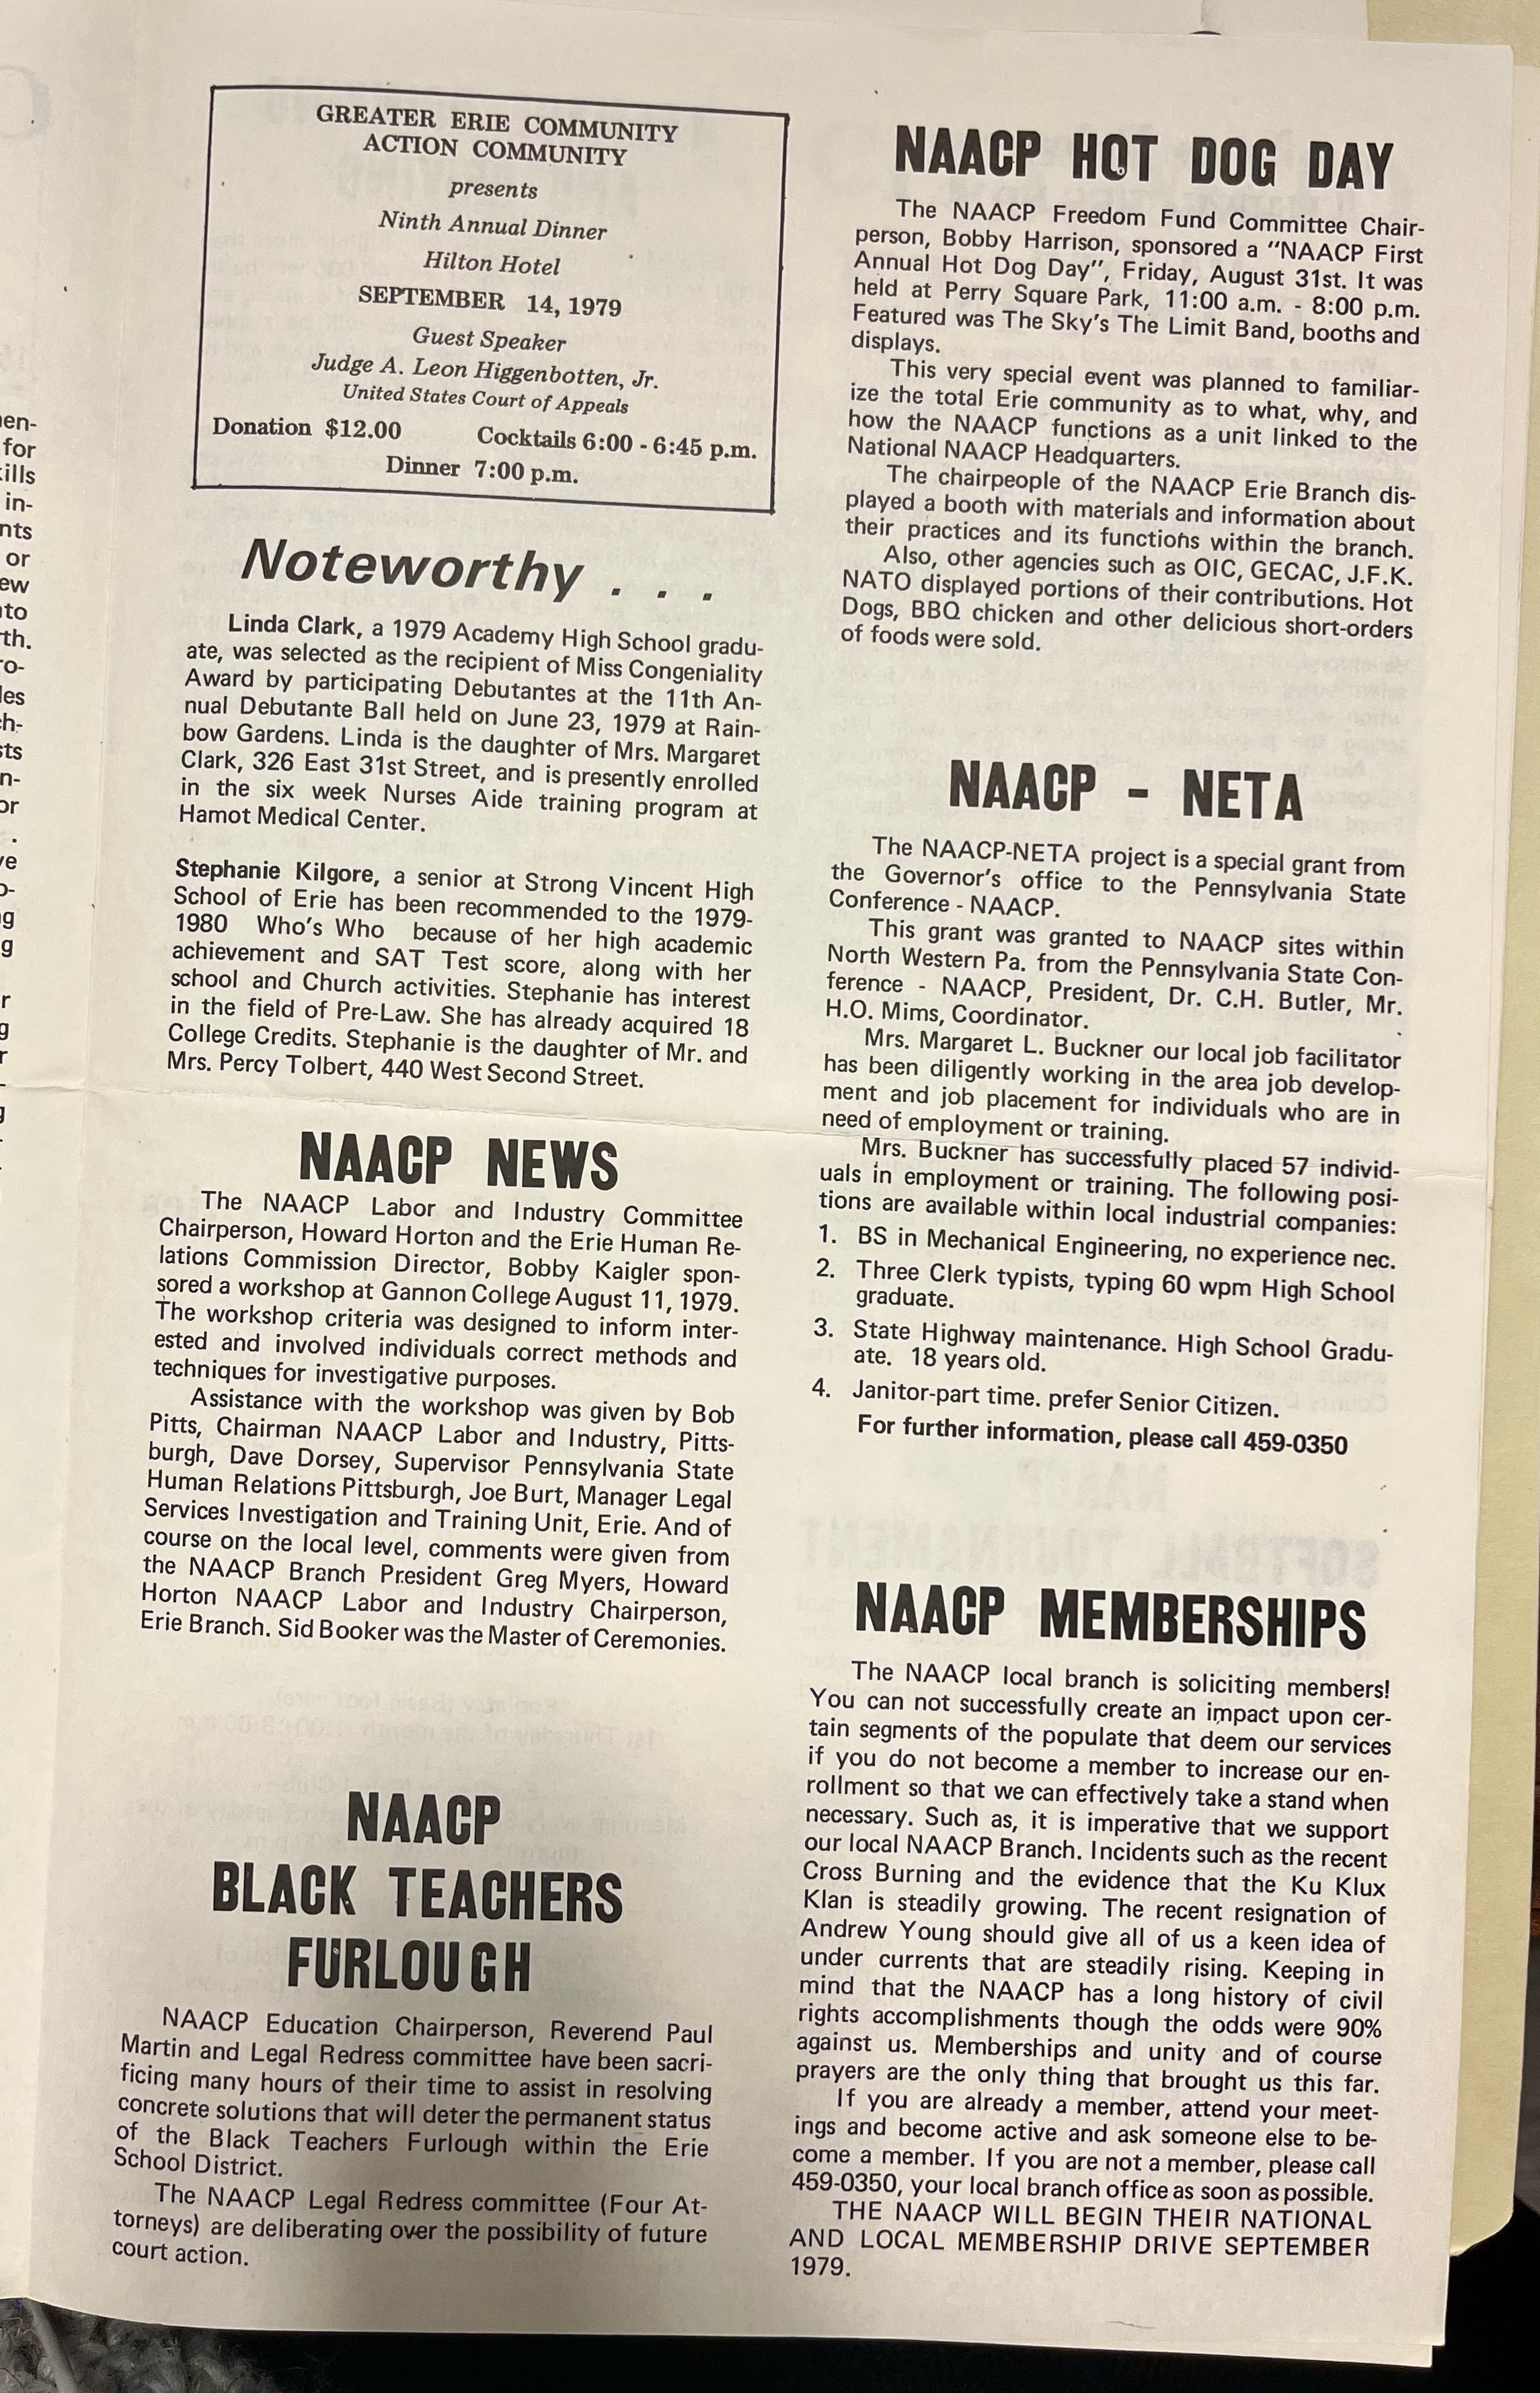 GREATER ERIE COMMUNITY
ACTION COMMUNITY
presents
Ninth Annual Dinner
Hilton Hotel
SEPTEMBER 14, 1979
Guest Speaker
Judge A. Leon Higgenbotten, Jr.
United States Court of Appeals
Donation $12.00 Cocktails 6:00 - 6:45 p.m.
Dinner 7:00 p.m.
Noteworthy . . .
Linda Clark, a 1979 Academy High School gradu-
ate, was selected as the recipient of Miss Congeniality
Award by participating Debutantes at the 11th An-
nual Debutante Ball held on June 23, 1979 at Rain-
bow Gardens. Linda is the daughter of Mrs. Margaret
Clark, 326 East 31st Street, and is presently enrolled
in the six week Nurses Aide training program at
Hamot Medical Center.
Stephanie Kilgore, a senior at Strong Vincent High
School of Erie has been recommended to the 1979-
1980 Who's Who because of her high academic
achievement and SAT Test score, along with her
school and Church activities. Stephanie has interest
in the field of Pre-Law. She has already acquired 18
College Credits. Stephanie is the daughter of Mr. and
Mrs. Percy Tolbert, 440 West Second Street.
NAACP NEWS
The NAACP Labor and Industry Committee
Chairperson, Howard Horton and the Erie Human Re-
lations Commission Director, Bobby Kaigler spon-
sored a workshop at Gannon College August 11, 1979.
The workshop criteria was designed to inform inter-
ested and involved individuals correct methods and
techniques for investigative purposes.
Assistance with the workshop was given by Bob
Pitts, Chairman NAACP Labor and Industry, Pitts-
burgh, Dave Dorsey, Supervisor Pennsylvania State
Human Relations Pittsburgh, Joe Burt, Manager Legal
Services Investigation and Training Unit, Erie. And of
course on the local level, comments were given from
the NAACP Branch President Greg Myers, Howard
Horton NAACP Labor and Industry Chairperson,
Erie Branch. Sid Booker was the Master of Ceremonies.
NAACP
BLACK TEACHERS
FURLOUGH
NAACP Education Chairperson, Reverend Paul
Martin and Legal Redress committee have been sacri-
ficing many hours of their time to assist in resolving
concrete solutions that will deter the permanent status
of the Black Teachers Furlough within the Erie
School District.
The NAACP Legal Redress committee (Four At-
torneys) are deliberating over the possibility of future
court action.
NAACP HOT DOG DAY
The NAACP Freedom Fund Committee Chair-
person, Bobby Harrison, sponsored a "NAACP First
Annual Hot Dog Day", Friday, August 31st. It was
held at Perry Square Park, 11:00 a.m. - 8:00 p.m.
Featured was The Sky's The Limit Band, booths and
displays.
This very special event was planned to familiar-
ize the total Erie community as to what, why, and
how the NAACP functions as a unit linked to the
National NAACP Headquarters.
The chairpeople of the NAACP Erie Branch dis-
played a booth with materials and information about
their practices and its functions within the branch.
Also, other agencies such as OIC, GECAC, J.F.K.
NATO displayed portions of their contributions. Hot
Dogs, BBQ chicken and other delicious short-orders
of foods were sold.
NAACP - NETA
The NAACP-NETA project is a special grant from
the Governor's office to the Pennsylvania State
Conference - NAACP.
This grant was granted to NAACP sites within
North Western Pa. from the Pennsylvania State Con-
ference - NAACP, President, Dr. C.H. Butler, Mr.
H.O. Mims, Coordinator.
Mrs. Margaret L. Buckner our local job facilitator
has been diligently working in the area job develop-
ment and job placement for individuals who are in
need of employment or training.
Mrs. Buckner has successfully placed 57 individ-
uals in employment or training. The following posi-
tions are available within local industrial companies:
1. BS in Mechanical Engineering, no experience nec.
2. Three Clerk typists, typing 60 wpm High School
graduate.
3. State Highway maintenance. High School Gradu-
ate. 18 years old.
4. Janitor-part time. prefer Senior Citizen.
For further information, please call 459-0350
NAACP MEMBERSHIPS
The NAACP local branch is soliciting members!
You can not successfully create an impact upon cer-
tain segments of the populate that deem our services
if you do not become a member to increase our en-
rollment so that we can effectively take a stand when
necessary. Such as, it is imperative that we support
our local NAACP Branch. Incidents such as the recent
Cross Burning and the evidence that the Ku Klux
Klan is steadily growing. The recent resignation of
Andrew Young should give all of us a keen idea of
under currents that are steadily rising. Keeping in
mind that the NAACP has a long history of civil
rights accomplishments though the odds were 90%
against us. Memberships and unity and of course
prayers are the only thing that brought us this far.
If you are already a member, attend your meet-
ings and become active and ask someone else to be-
come a member. If you are not a member, please call
459-0350, your local branch office as soon as possible.
THE NAACP WILL BEGIN THEIR NATIONAL
AND LOCAL MEMBERSHIP DRIVE SEPTEMBER
1979.